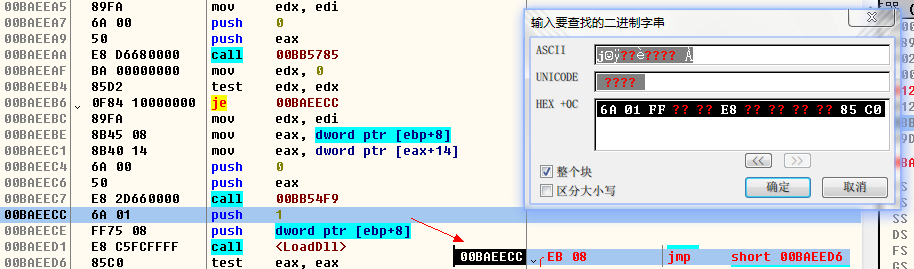 00BAEEA5 89FA mov edx, edi
00BAEEA7 6A 00 push 0
00BAEEA9 50 push eax
00BAEEAA E8 D6680000 call 00BB5785
00BAEEAF BA 00000000 mov edx, 0
00BAEEB4 85D2 test edx, edx
00BAEEB6 0F84 10000000 je 00BAEECC
00BAEEBC 89FA mov edx, edi
00BAEEBE 8B45 08 mov eax, dword ptr [ebp+8]
00BAEEC1 8B40 14 mov eax, dword ptr [eax+14]
00BAEEC4 6A 00 push 0
00BAEEC6 50 push eax
00BAEEC7 E8 2D660000 call 00BB54F9
00BAEECC 6A 01 push 1
00BAEECE FF75 08 push dword ptr [ebp+8]
00BAEED1 E8 C5FCFFFF call <LoadDll>
00BAEED6 85C0 test eax, eax
00BAEECC EB 08 jmp short 00BAEED6
输入要查找的二进制字串
ASCII
UNICODE ????
HEX +0C 6A 01 FF ?? ?? E8 ?? ?? ?? ?? 85 C0
<< >>
整个块
区分大小写
确定 取消
DS
FS